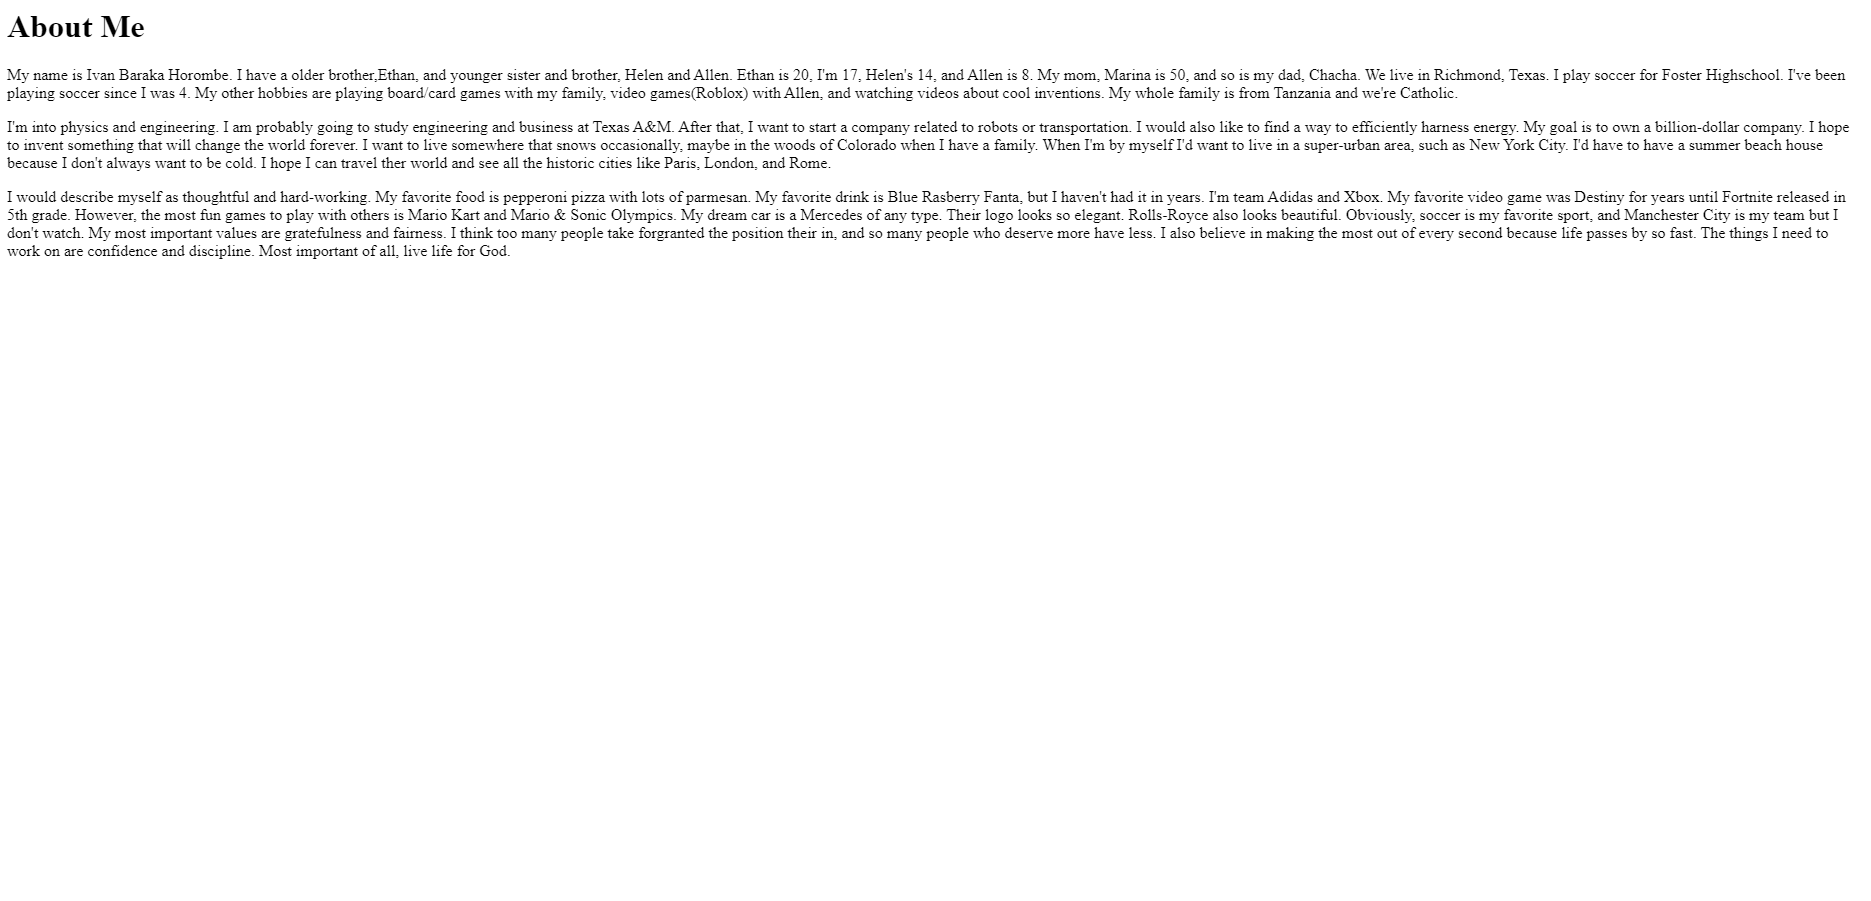 About Me
My name is Ivan Baraka Horombe. I have a older brother,Ethan, and younger sister and brother, Helen and Allen. Ethan is 20, I'm 17, Helen's 14, and Allen is 8. My mom, Marina is 50, and so is my dad, Chacha. We live in Richmond, Texas. I play soccer for Foster Highschool. I've been
playing soccer since I was 4. My other hobbies are playing board/card games with my family, video games(Roblox) with Allen, and watching videos about cool inventions. My whole family is from Tanzania and we're Catholic.
I'm into physics and engineering. I am probably going to study engineering and business at Texas A&M. After that, I want to start a company related to robots or transportation. I would also like to find a way to efficiently harness energy. My goal is to own a billion-dollar company. I hope
to invent something that will change the world forever. I want to live somewhere that snows occasionally, maybe in the woods of Colorado when I have a family. When I'm by myself I'd want to live in a super-urban area, such as New York City. I'd have to have a summer beach house
because I don't always want to be cold. I hope I can travel ther world and see all the historic cities like Paris, London, and Rome.
I would describe myself as thoughtful and hard-working. My favorite food is pepperoni pizza with lots of parmesan. My favorite drink is Blue Rasberry Fanta, but I haven't had it in years. I'm team Adidas and Xbox. My favorite video game was Destiny for years until Fortnite released in
5th grade. However, the most fun games to play with others is Mario Kart and Mario & Sonic Olympics. My dream car is a Mercedes of any type. Their logo looks so elegant. Rolls-Royce also looks beautiful. Obviously, soccer is my favorite sport, and Manchester City is my team but I
don't watch. My most important values are gratefulness and fairness. I think too many people take forgranted the position their in, and so many people who deserve more have less. I also believe in making the most out of every second because life passes by so fast. The things I need to
work on are confidence and discipline. Most important of all, live life for God.